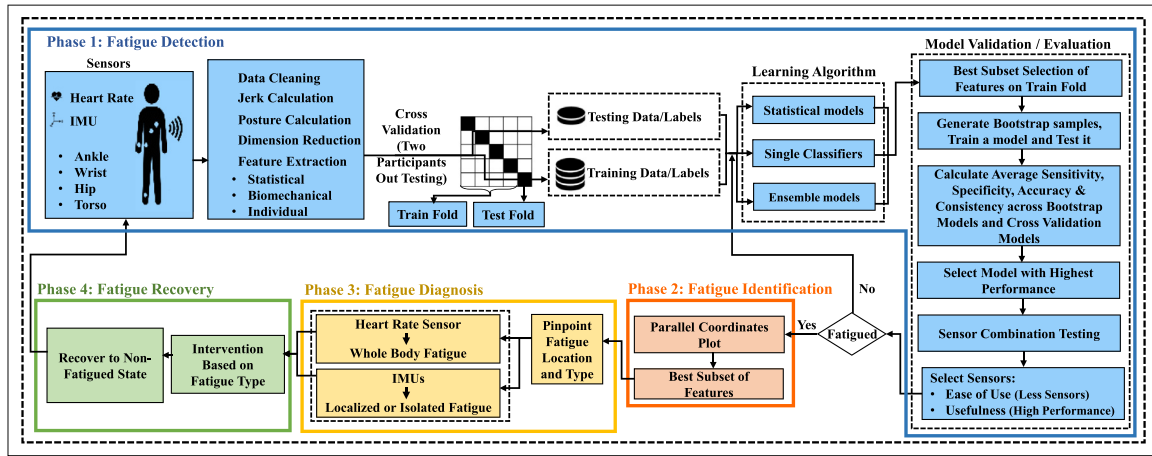 Phase 1: Fatigue Detection
Sensors
Heart Rate
IMU
• Ankle
• Wrist
• Hip
• Torso
Data Cleaning
Jerk Calculation
Posture Calculation
Dimension Reduction
Feature Extraction
• Statistical
• Biomechanical
• Individual
Cross
Validation
(Two
Participants
Out Testing)
Train Fold
Test Fold
Testing Data/Labels
Training Data/Labels
Learning Algorithm
Statistical models
Single Classifiers
Ensemble models
Model Validation / Evaluation
Best Subset Selection of
Features on Train Fold
Generate Bootstrap samples,
Train a model and Test it
Calculate Average Sensitivity,
Specificity, Accuracy &
Consistency across Bootstrap
Models and Cross Validation
Models
Select Model with Highest
Performance
Sensor Combination Testing
Select Sensors:
• Ease of Use (Less Sensors)
• Usefulness (High Performance)
Fatigued
No
Yes
Phase 2: Fatigue Identification
Parallel Coordinates
Plot
Best Subset of
Features
Phase 3: Fatigue Diagnosis
Pinpoint
Fatigue
Location
and Type
Heart Rate Sensor
Whole Body Fatigue
IMUs
Localized or Isolated Fatigue
Phase 4: Fatigue Recovery
Intervention
Based on
Fatigue Type
Recover to Non-
Fatigued State